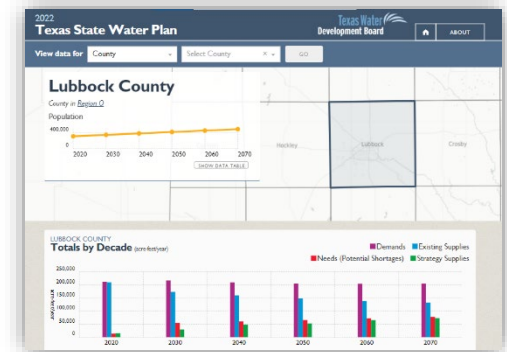 2022
Texas State Water Plan
Texas Water
Development Board
ABOUT
View data for County Select County × GO
Lubbock County
County in Region O
Population
400,000
0
2020 2030 2040 2050 2060 2070
SHOW DATA TABLE
Hockley
Lubbock
Crosby
LUBBOCK COUNTY
Totals by Decade (acre-feet/year)
Demands Existing Supplies
Needs (Potential Shortages) Strategy Supplies
250,000
200,000
150,000
100,000
50,000
0
2020 2030 2040 2050 2060 2070